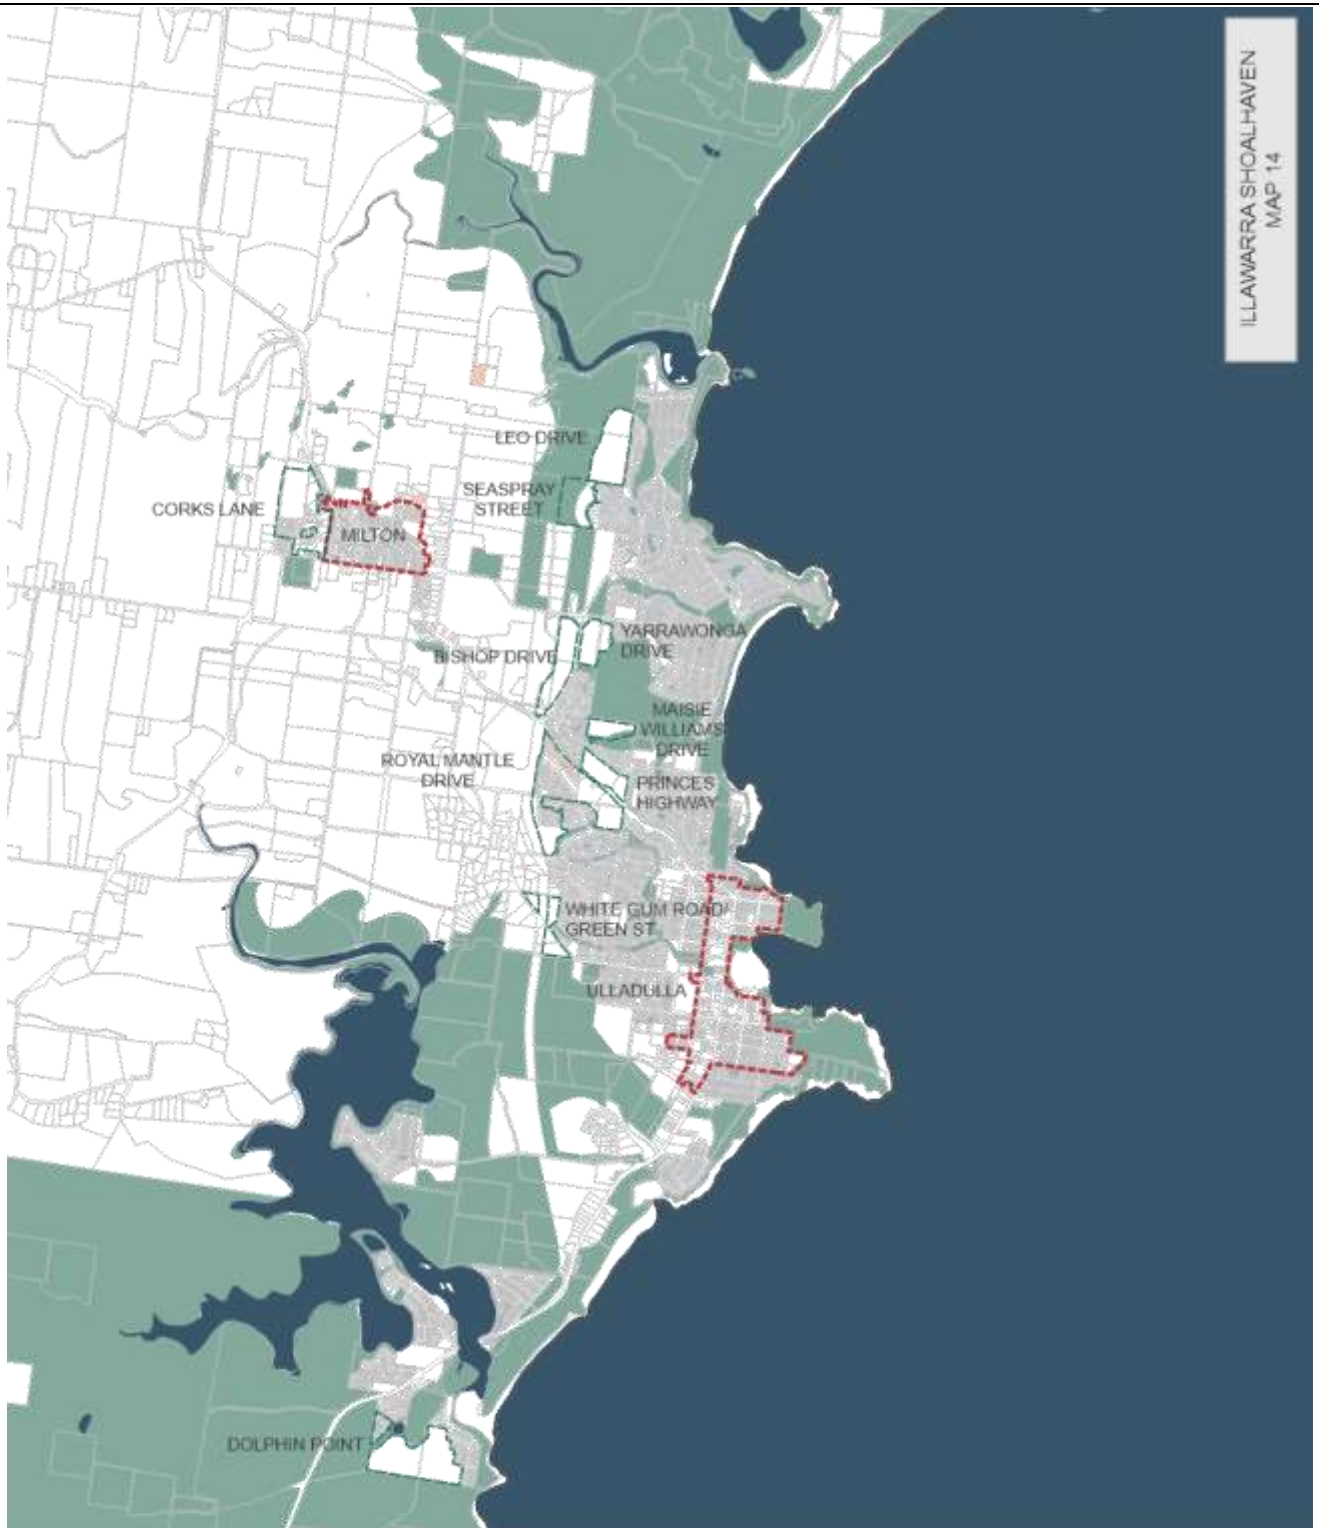 ILLAWARRA SHOALHAVEN
MAP 14
LEO DRIVE
SEASPRAY
STREET
CORKS LANE
MILTON
YARRAWONGA
DRIVE
BISHOP DRIVE
MAISIE
WILLIAMS
DRIVE
ROYAL MANTLE
DRIVE
PRINCES
HIGHWAY
WHITE GUM ROAD/
GREEN ST
ULLADULLA
DOLPHIN POINT